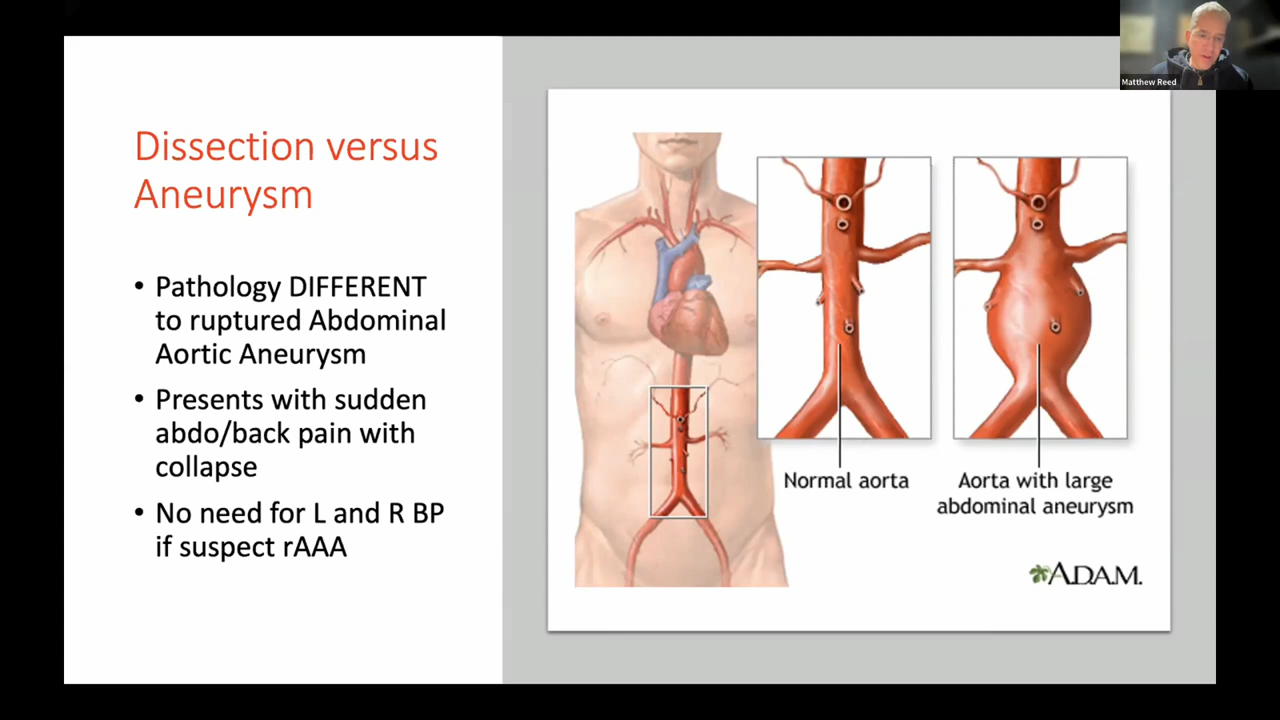 Matthew Reed
Dissection versus
Aneurysm
• Pathology DIFFERENT
to ruptured Abdominal
Aortic Aneurysm
• Presents with sudden
abdo/back pain with
collapse
• No need for L and R BP
if suspect rAAA
Normal aorta
Aorta with large
abdominal aneurysm
A.D.A.M.